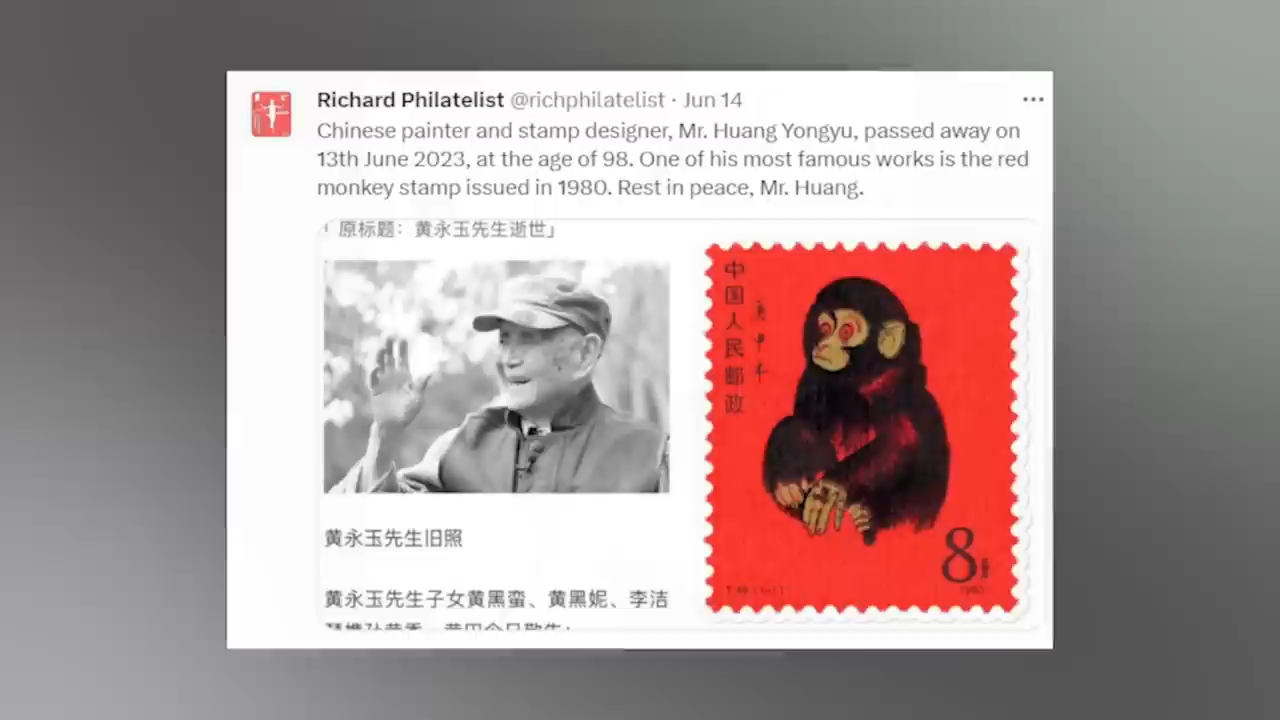 Richard Philatelist @richphilatelist · Jun 14
Chinese painter and stamp designer, Mr. Huang Yongyu, passed away on
13th June 2023, at the age of 98. One of his most famous works is the red
monkey stamp issued in 1980. Rest in peace, Mr. Huang.
「原标题：黄永玉先生逝世」
黄永玉先生旧照
黄永玉先生子女黄黑蛮、黄黑妮、李洁
中国人民邮政
庚申年
8分
1980